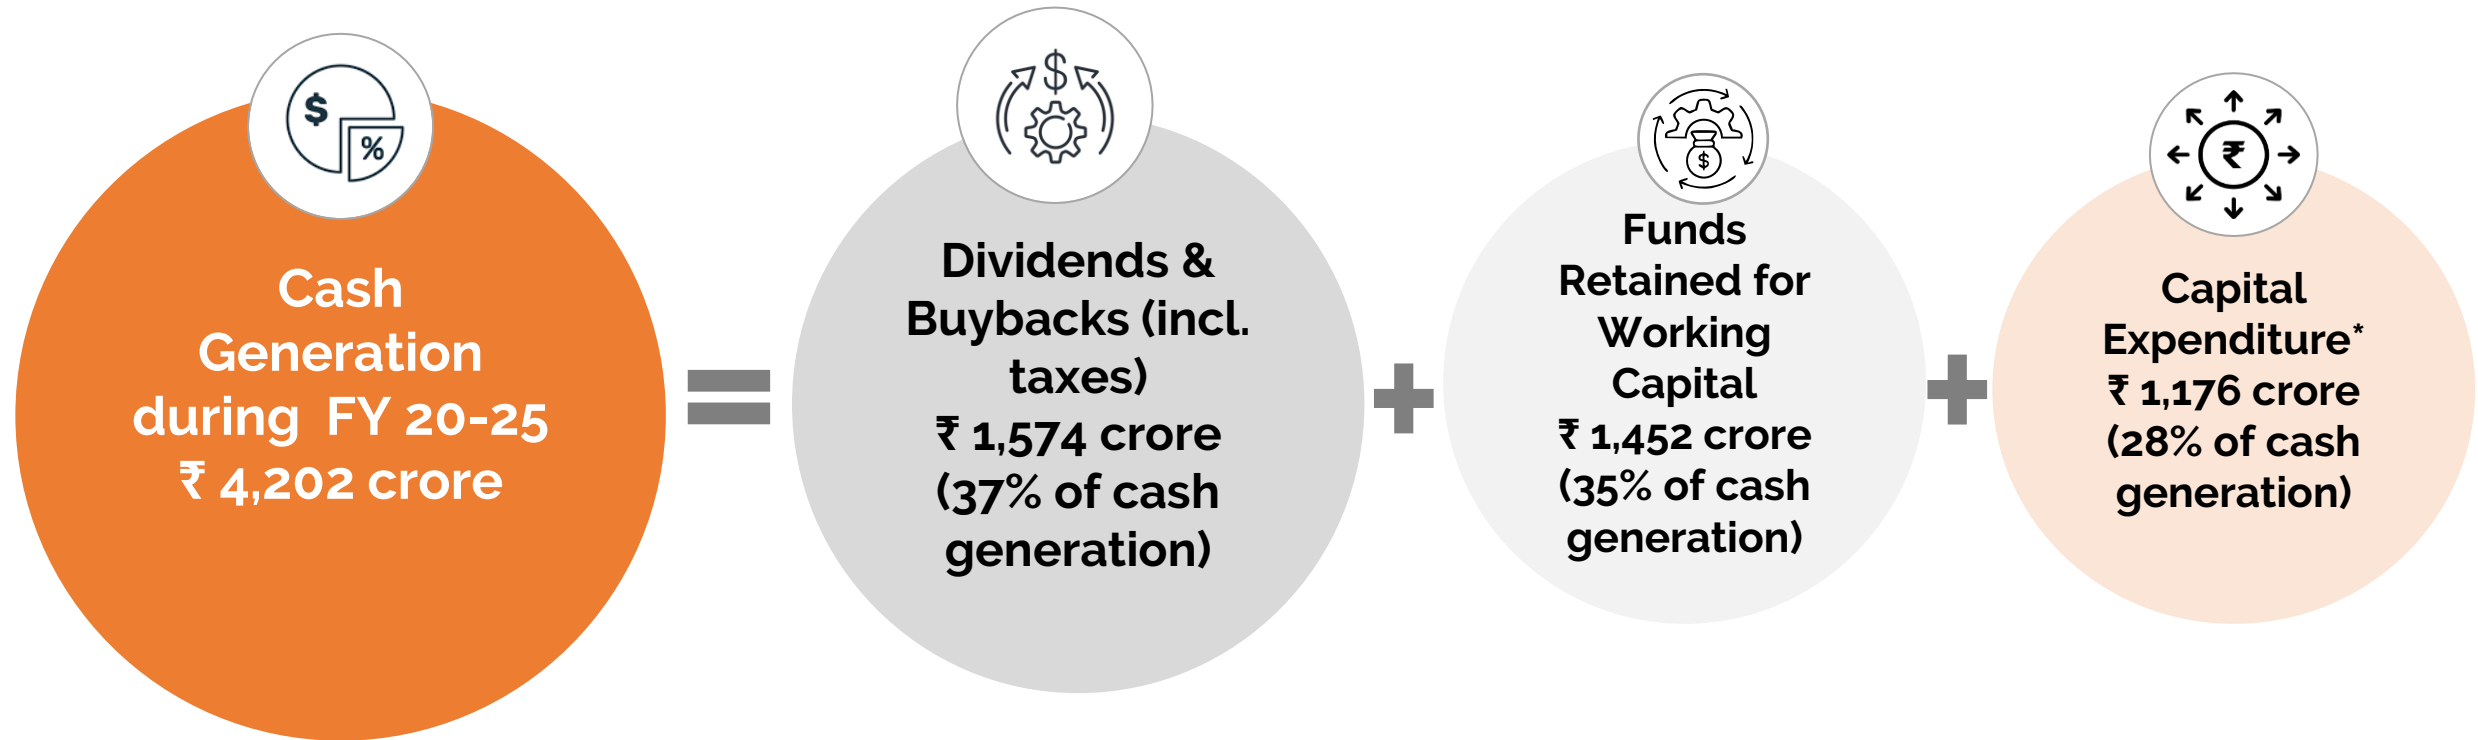 $
%
Cash
Generation
during FY 20-25
₹ 4,202 crore
=
$
Dividends &
Buybacks (incl.
taxes)
₹ 1,574 crore
(37% of cash
generation)
+
$
Funds
Retained for
Working
Capital
₹ 1,452 crore
(35% of cash
generation)
+
₹
Capital
Expenditure*
₹ 1,176 crore
(28% of cash
generation)